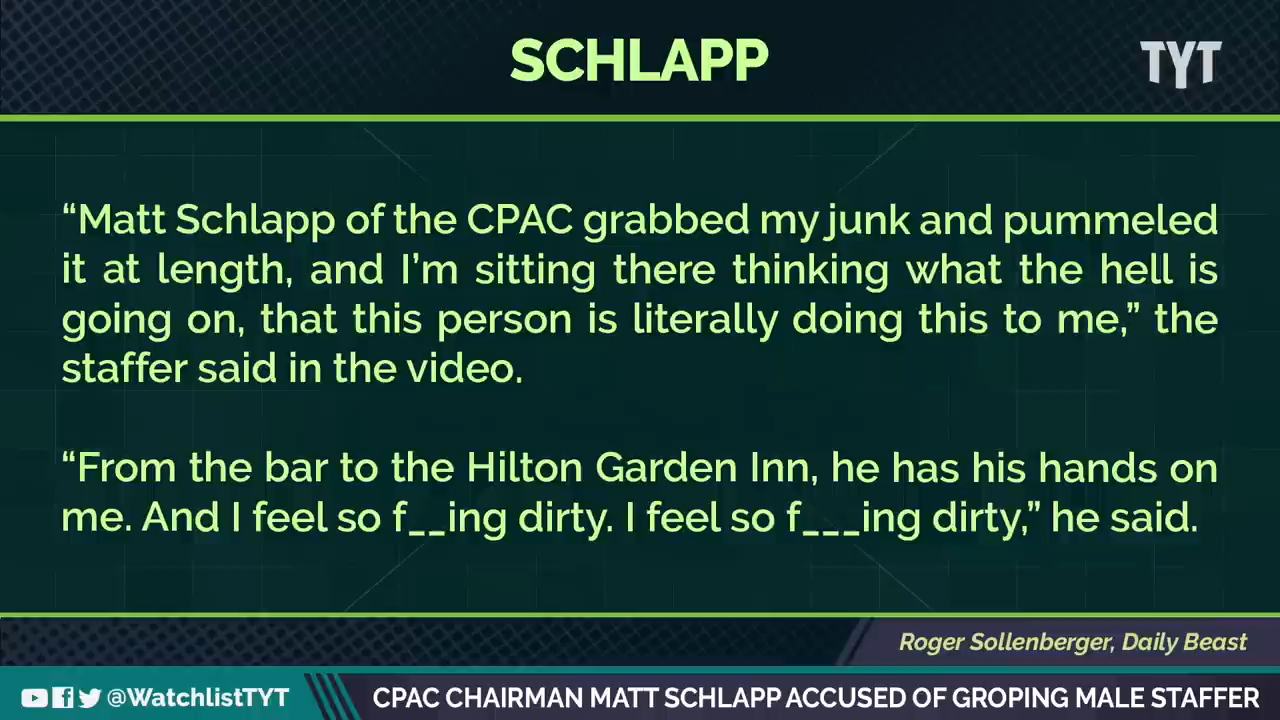 SCHLAPP
TYT
“Matt Schlapp of the CPAC grabbed my junk and pummeled
it at length, and I’m sitting there thinking what the hell is
going on, that this person is literally doing this to me,” the
staffer said in the video.
“From the bar to the Hilton Garden Inn, he has his hands on
me. And I feel so f__ing dirty. I feel so f___ing dirty,” he said.
Roger Sollenberger, Daily Beast
@WatchlistTYT
CPAC CHAIRMAN MATT SCHLAPP ACCUSED OF GROPING MALE STAFFER